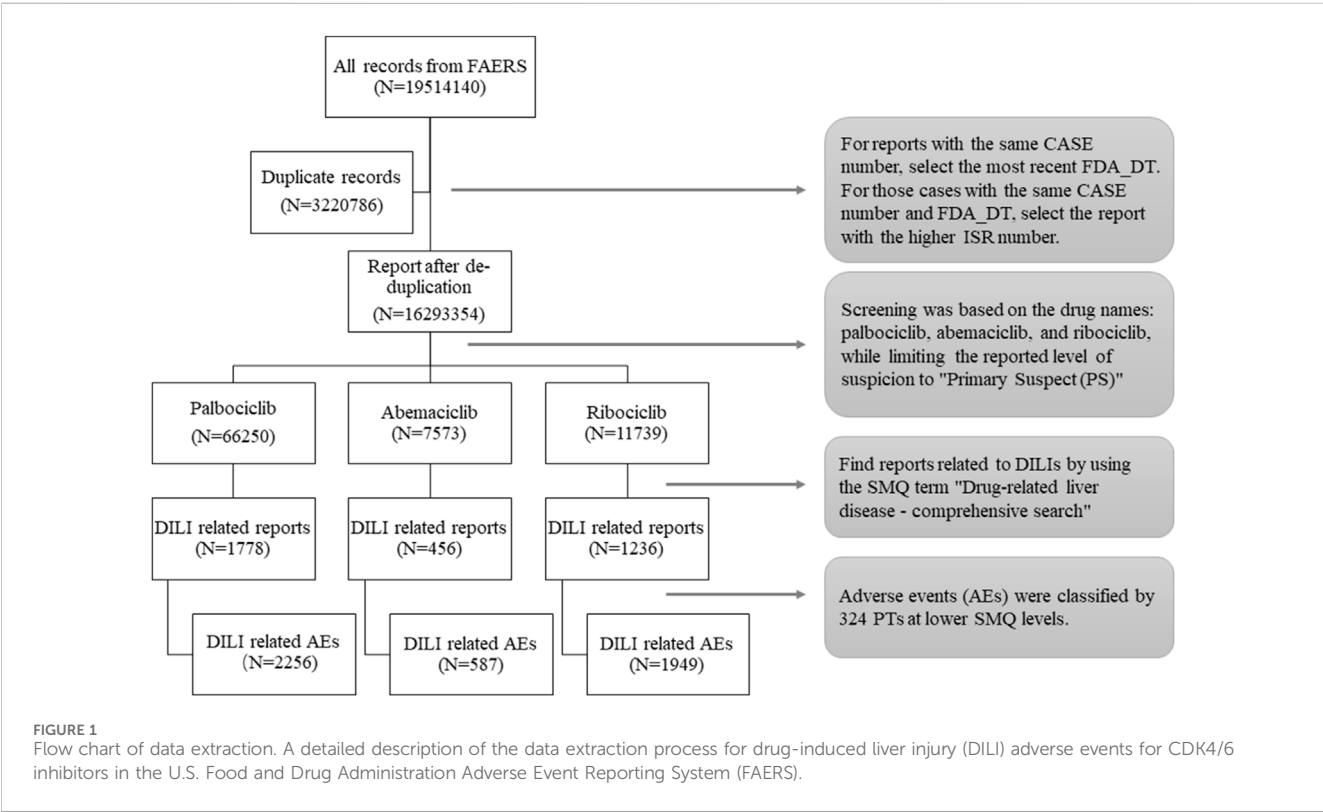 All records from FAERS
(N=19514140)
Duplicate records
(N=3220786)
For reports with the same CASE
number, select the most recent FDA_DT.
For those cases with the same CASE
number and FDA_DT, select the report
with the higher ISR number.
Report after de-
duplication
(N=16293354)
Screening was based on the drug names:
palbociclib, abemaciclib, and ribociclib,
while limiting the reported level of
suspicion to "Primary Suspect (PS)"
Palbociclib
(N=66250)
Abemaciclib
(N=7573)
Ribociclib
(N=11739)
Find reports related to DILIs by using
the SMQ term "Drug-related liver
disease - comprehensive search"
DILI related reports
(N=1778)
DILI related reports
(N=456)
DILI related reports
(N=1236)
Adverse events (AEs) were classified by
324 PTs at lower SMQ levels.
DILI related AEs
(N=2256)
DILI related AEs
(N=587)
DILI related AEs
(N=1949)
FIGURE 1
Flow chart of data extraction. A detailed description of the data extraction process for drug-induced liver injury (DILI) adverse events for CDK4/6
inhibitors in the U.S. Food and Drug Administration Adverse Event Reporting System (FAERS).